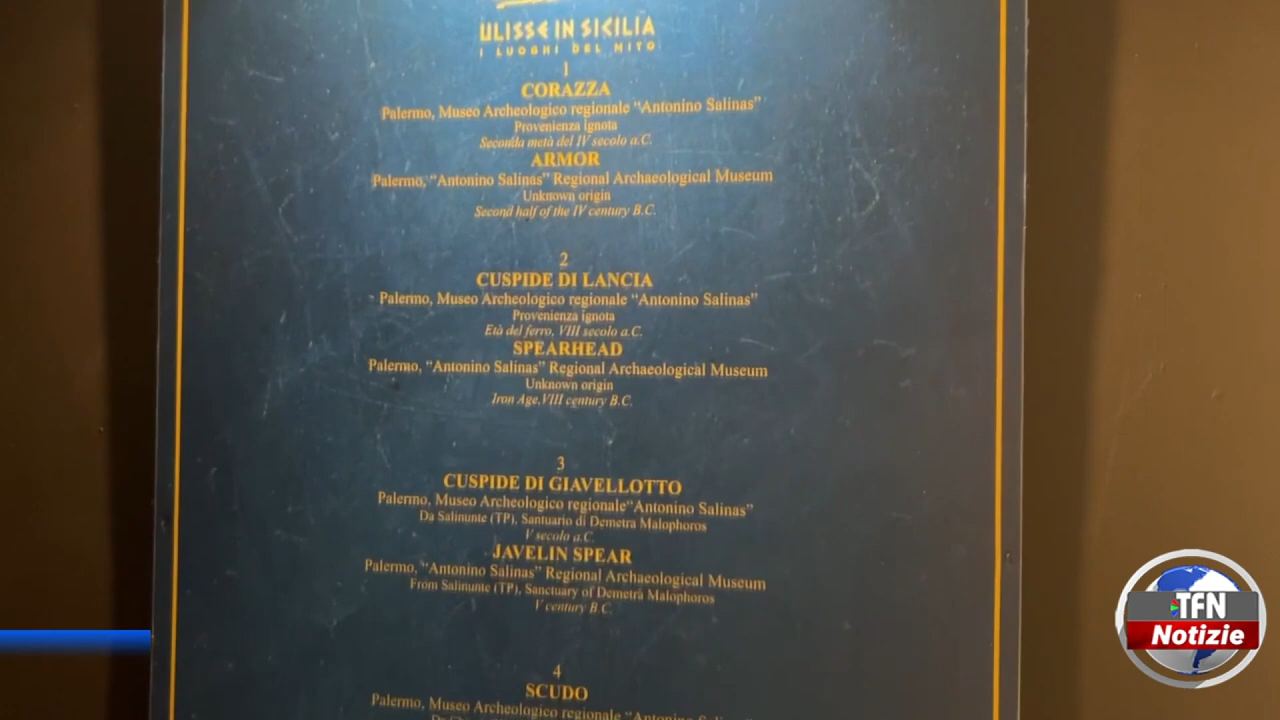 ULISSE IN SICILIA
I LUOGHI DEL MITO
1
CORAZZA
Palermo, Museo Archeologico regionale “Antonino Salinas”
Provenienza ignota
Seconda metà del IV secolo a.C.
ARMOR
Palermo, “Antonino Salinas” Regional Archaeological Museum
Unknown origin
Second half of the IV century B.C.
2
CUSPIDE DI LANCIA
Palermo, Museo Archeologico regionale “Antonino Salinas”
Provenienza ignota
Età del ferro, VIII secolo a.C.
SPEARHEAD
Palermo, “Antonino Salinas” Regional Archaeological Museum
Unknown origin
Iron Age, VIII century B.C.
3
CUSPIDE DI GIAVELLOTTO
Palermo, Museo Archeologico regionale“Antonino Salinas”
Da Salinunte (TP), Santuario di Demetra Malophoros
V secolo a.C.
JAVELIN SPEAR
Palermo, “Antonino Salinas” Regional Archaeological Museum
From Salinunte (TP), Sanctuary of Demetra Malophoros
V century B.C.
4
SCUDO
Palermo, Museo Archeologico regionale “Antonino Salinas”
TFN
Notizie